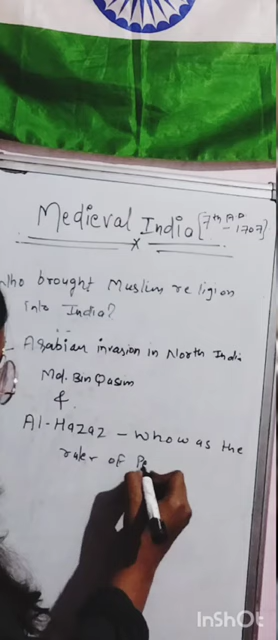 Medieval India [7th AD - 1707]
Who brought Muslim religion
into India?
- Arabian invasion in North India
Md. Bin Qasim
&
Al-Hazaz - Who was the
ruler of Pe
InShOt